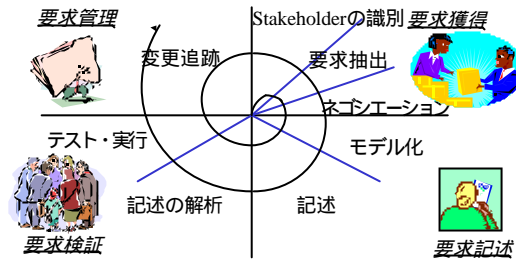 要求管理
Stakeholderの識別
要求獲得
変更追跡
要求抽出
ネゴシエーション
テスト・実行
モデル化
記述の解析
記述
要求検証
要求記述